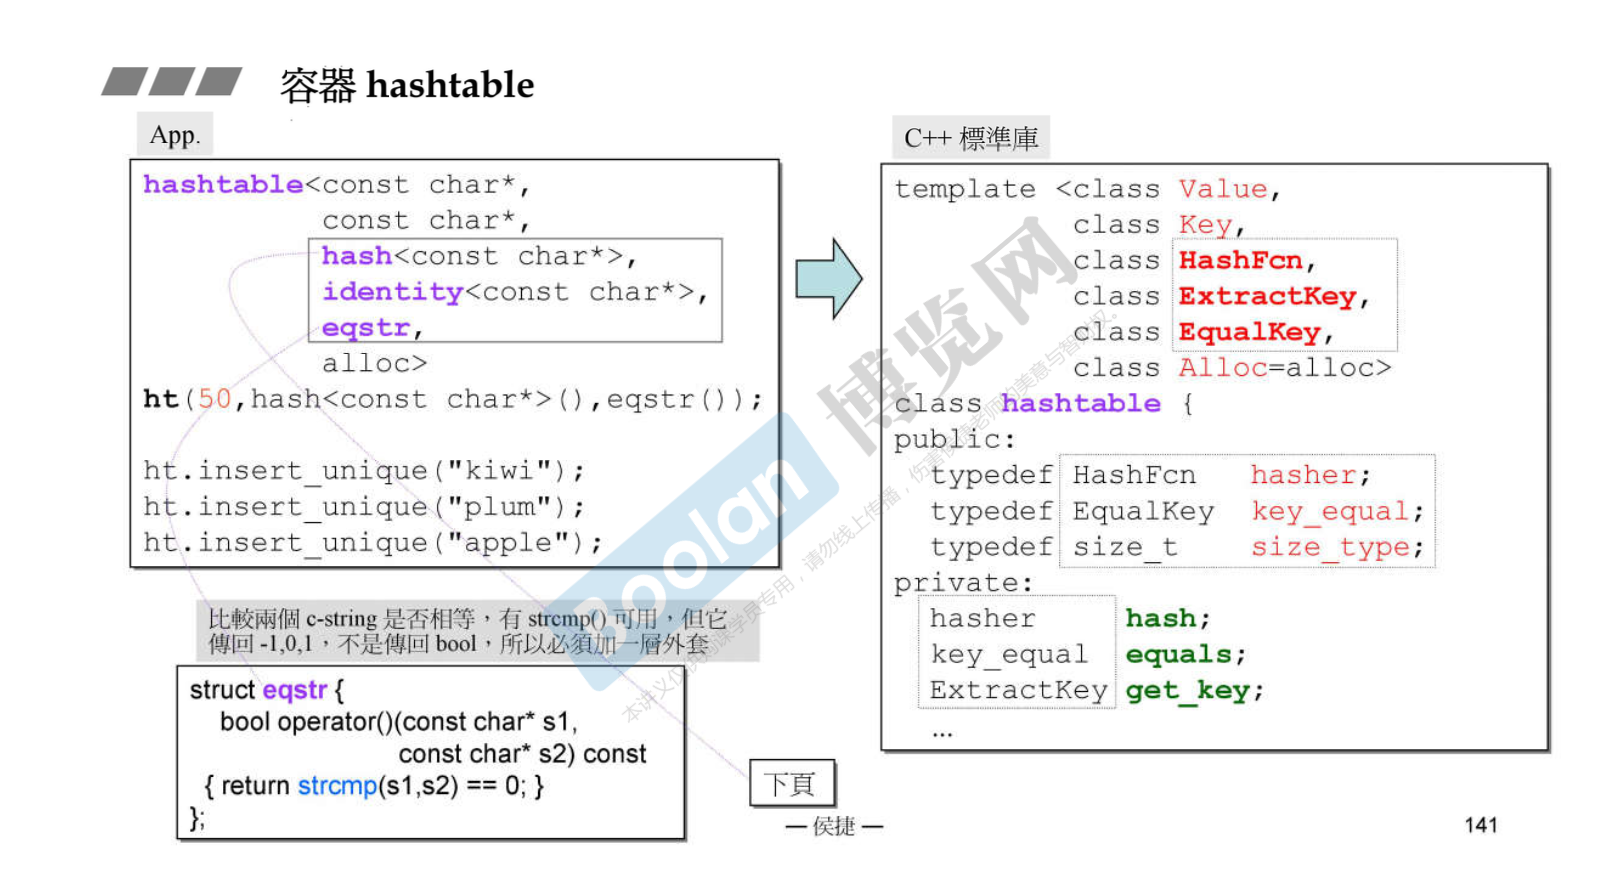 容器 hashtable
App.
hashtable<const char*,
const char*,
hash<const char*>,
identity<const char*>,
eqstr,
alloc>
ht(50,hash<const char*>(),eqstr());
ht.insert_unique("kiwi");
ht.insert_unique("plum");
ht.insert_unique("apple");
比較兩個 c-string 是否相等，有 strcmp() 可用，但它
傳回 -1,0,1，不是傳回 bool，所以必須加一層外套
struct eqstr {
bool operator()(const char* s1,
const char* s2) const
{ return strcmp(s1,s2) == 0; }
};
下頁
C++ 標準庫
template <class Value,
class Key,
class HashFcn,
class ExtractKey,
class EqualKey,
class Alloc=alloc>
class hashtable {
public:
typedef HashFcn hasher;
typedef EqualKey key_equal;
typedef size_t size_type;
private:
hasher hash;
key_equal equals;
ExtractKey get_key;
...
Boolan 博览网
— 侯捷 —
141